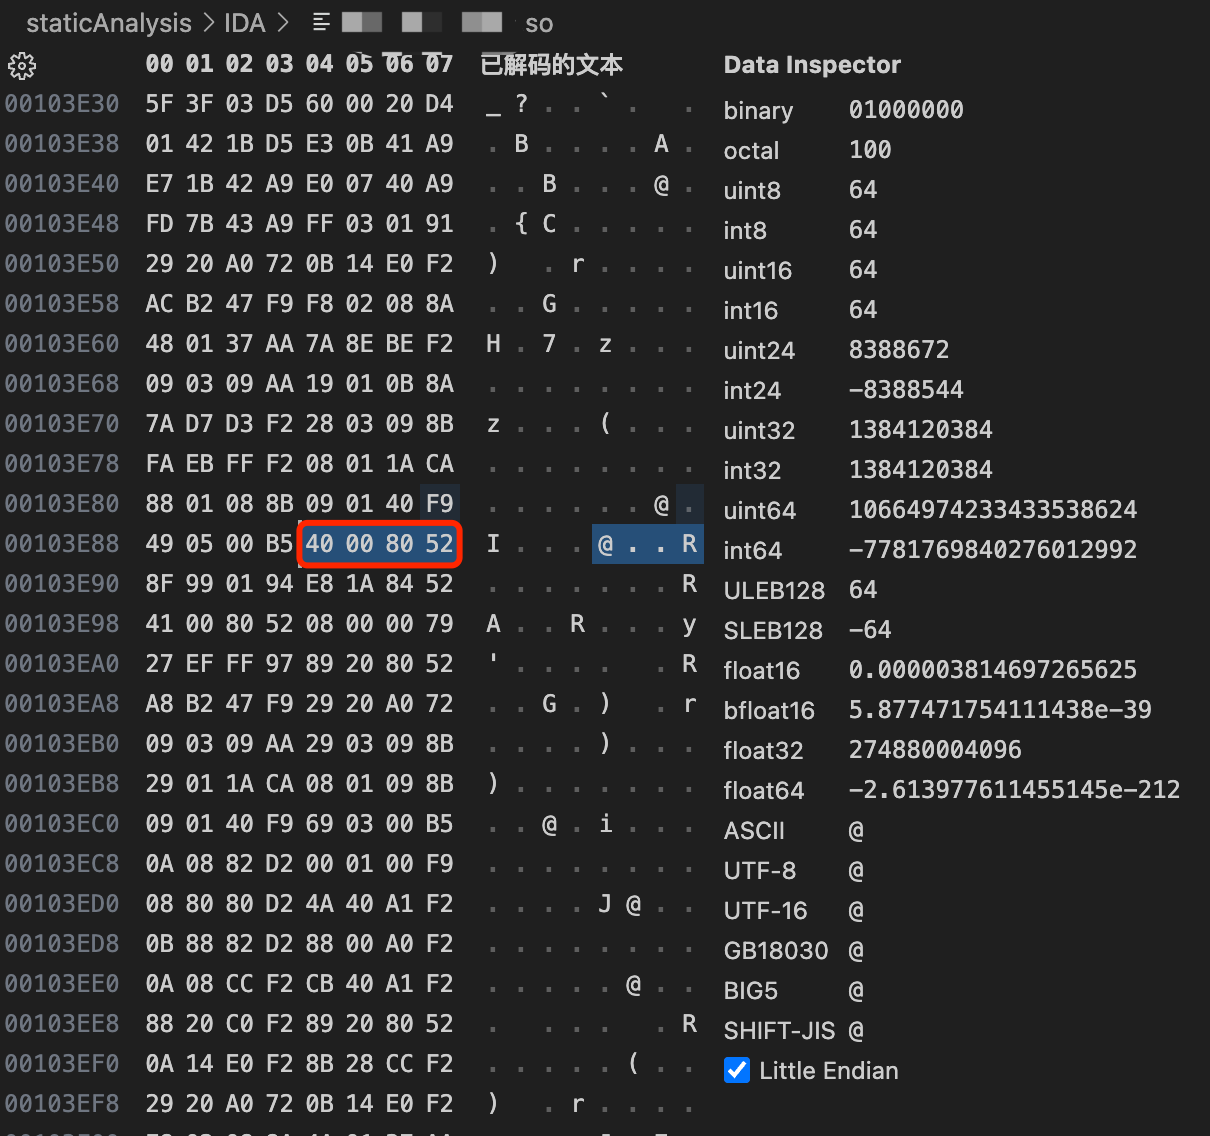 staticAnalysis > IDA > so
00 01 02 03 04 05 06 07 已解码的文本 Data Inspector
00103E30 5F 3F 03 D5 60 00 20 D4 _ ? . . ` . . binary 01000000
00103E38 01 42 1B D5 E3 0B 41 A9 . B . . . . A . octal 100
00103E40 E7 1B 42 A9 E0 07 40 A9 . . B . . . @ . uint8 64
00103E48 FD 7B 43 A9 FF 03 01 91 . { C . . . . . int8 64
00103E50 29 20 A0 72 0B 14 E0 F2 ) . r . . . . uint16 64
00103E58 AC B2 47 F9 F8 02 08 8A . . G . . . . . int16 64
00103E60 48 01 37 AA 7A 8E BE F2 H . 7 . z . . . uint24 8388672
00103E68 09 03 09 AA 19 01 0B 8A . . . . . . . . int24 -8388544
00103E70 7A D7 D3 F2 28 03 09 8B z . . . ( . . . uint32 1384120384
00103E78 FA EB FF F2 08 01 1A CA . . . . . . . . int32 1384120384
00103E80 88 01 08 8B 09 01 40 F9 . . . . . . @ . uint64 10664974233433538624
00103E88 49 05 00 B5 40 00 80 52 I . . . @ . . R int64 -7781769840276012992
00103E90 8F 99 01 94 E8 1A 84 52 . . . . . . . R ULEB128 64
00103E98 41 00 80 52 08 00 00 79 A . . R . . . y SLEB128 -64
00103EA0 27 EF FF 97 89 20 80 52 ' . . . . . R float16 0.000003814697265625
00103EA8 A8 B2 47 F9 29 20 A0 72 . . G . ) . r bfloat16 5.877471754111438e-39
00103EB0 09 03 09 AA 29 03 09 8B . . . . ) . . . float32 274880004096
00103EB8 29 01 1A CA 08 01 09 8B ) . . . . . . . float64 -2.613977611455145e-212
00103EC0 09 01 40 F9 69 03 00 B5 . . @ . i . . . ASCII @
00103EC8 0A 08 82 D2 00 01 00 F9 . . . . . . . . UTF-8 @
00103ED0 08 80 80 D2 4A 40 A1 F2 . . . . J @ . . UTF-16 @
00103ED8 0B 88 82 D2 88 00 A0 F2 . . . . . . . . GB18030 @
00103EE0 0A 08 CC F2 CB 40 A1 F2 . . . . . @ . . BIG5 @
00103EE8 88 20 C0 F2 89 20 80 52 . . . . . R SHIFT-JIS @
00103EF0 0A 14 E0 F2 8B 28 CC F2 . . . . . ( . . Little Endian
00103EF8 29 20 A0 72 0B 14 E0 F2 ) . r . . . .